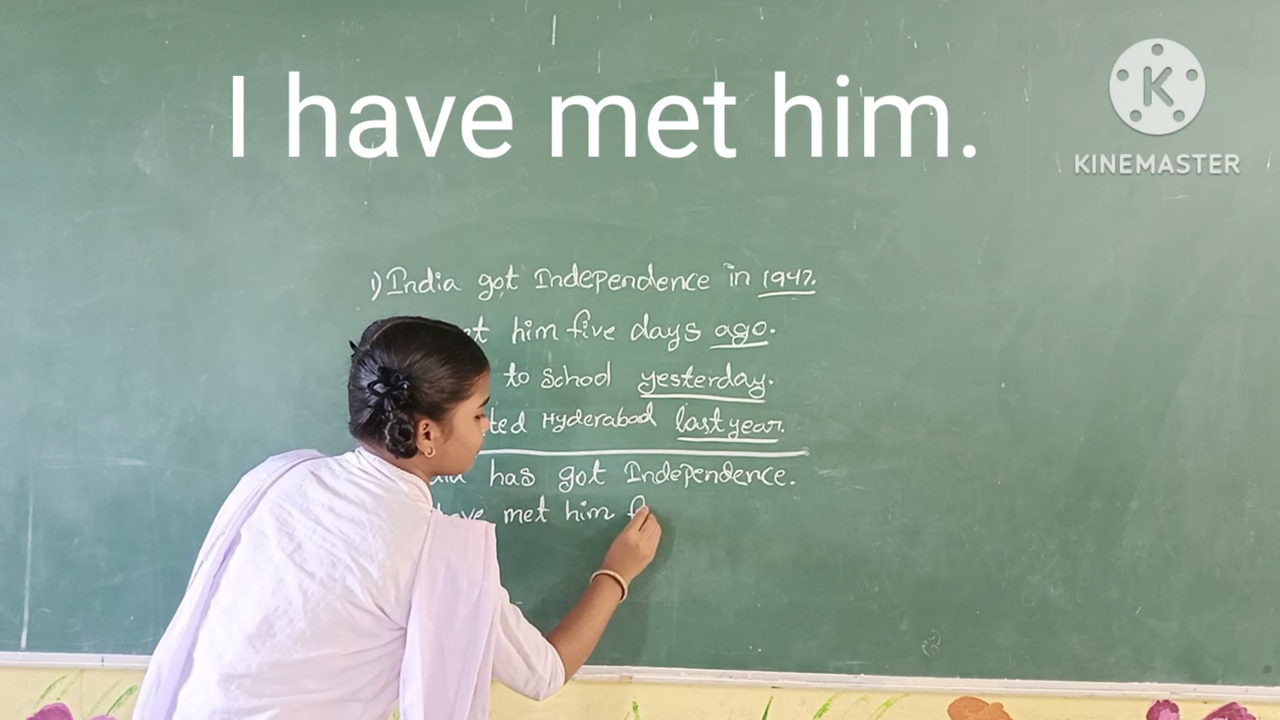 I have met him.
KINEMASTER
1) India got Independence in 1947.
him five days ago.
to School yesterday.
Hyderabad last year.
has got Independence.
have met him